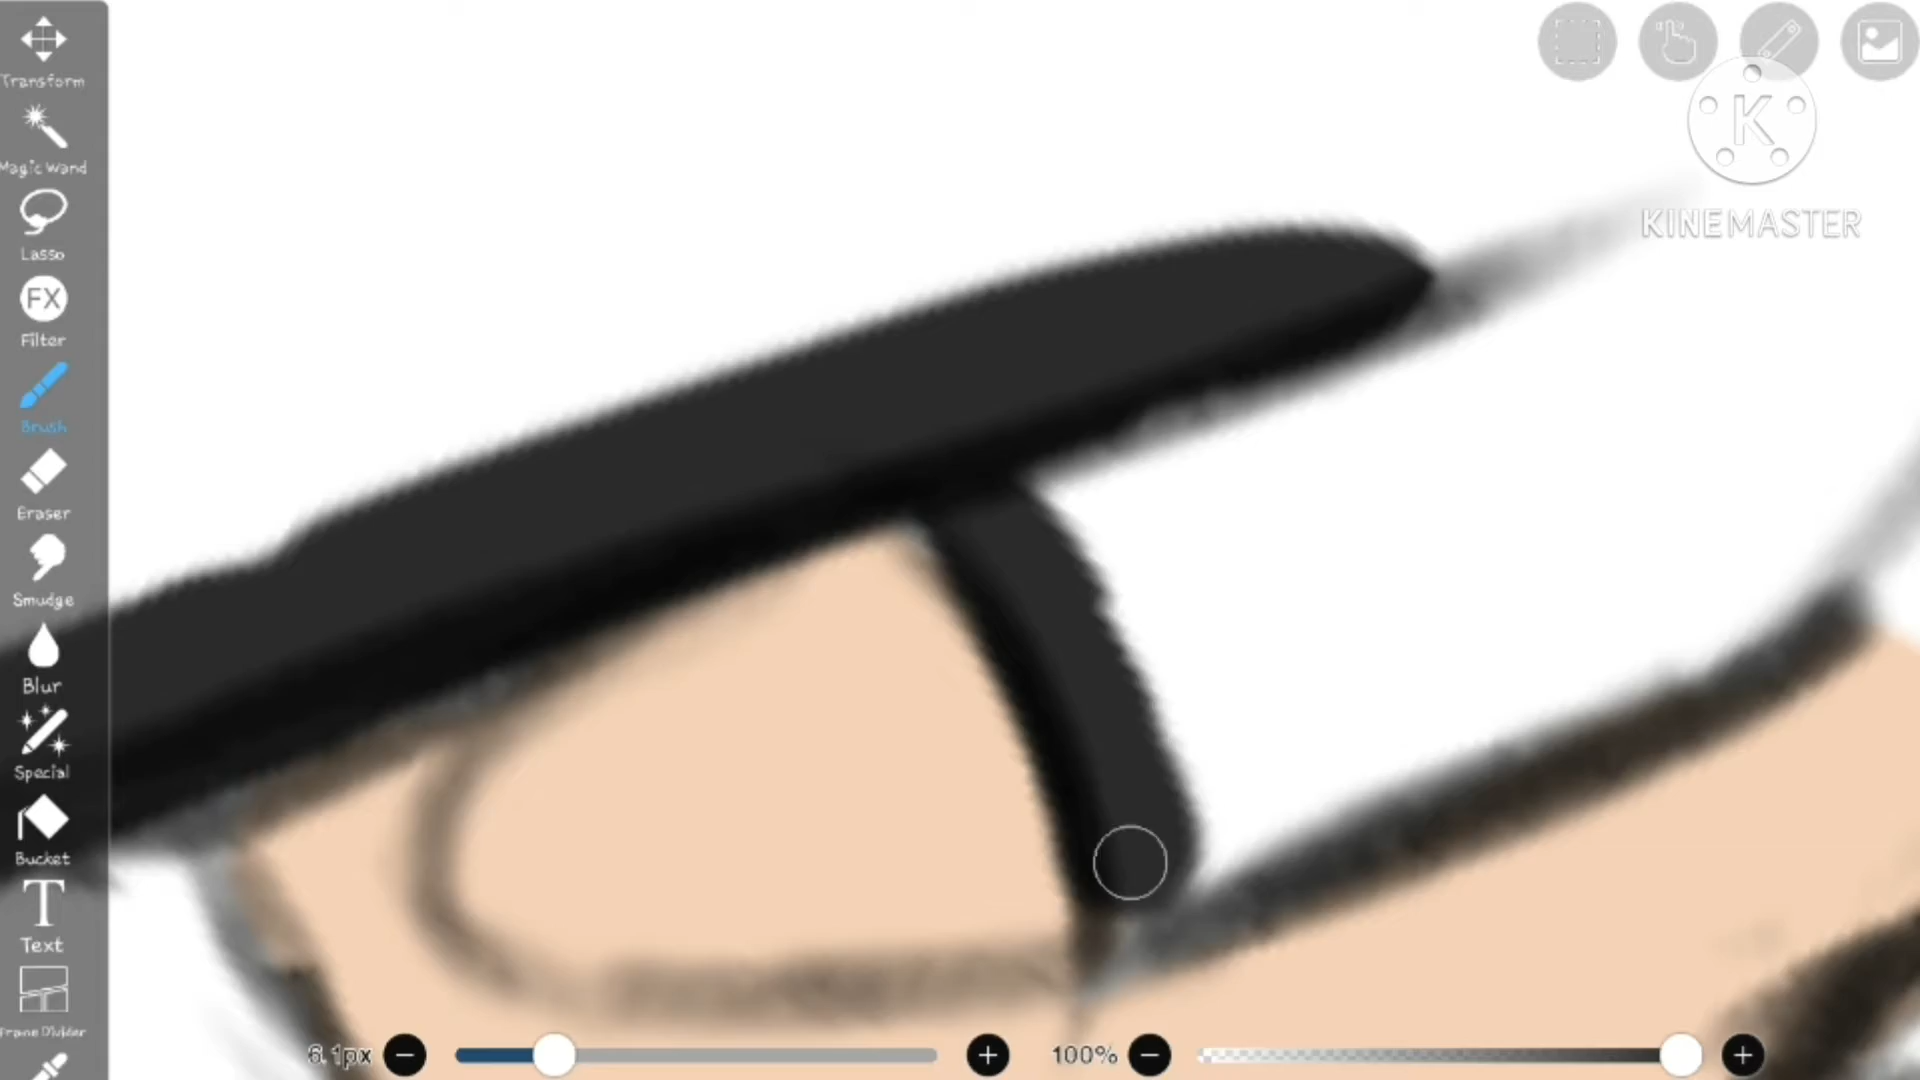 Transform
Magic Wand
Lasso
FX
Filter
Brush
Eraser
Smudge
Blur
Special
Bucket
T
Text
Frame Divider
6.1px
100%
K
KINEMASTER